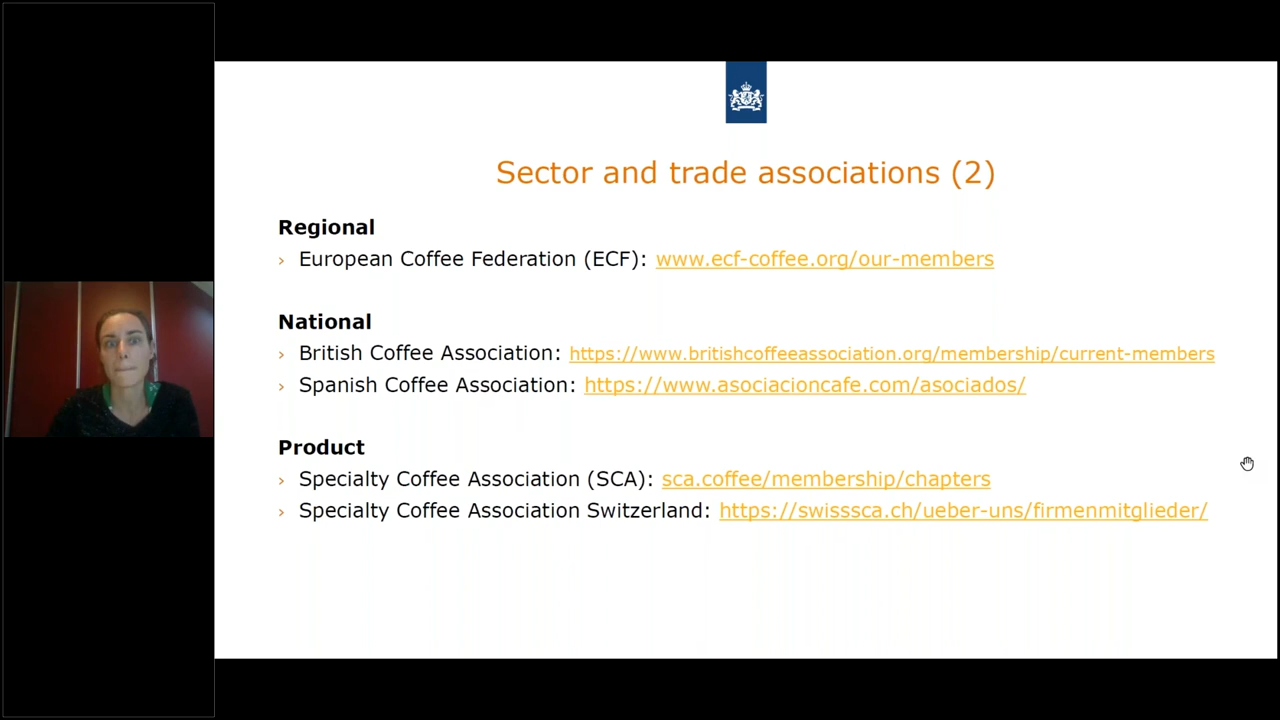 Sector and trade associations (2)
Regional
› European Coffee Federation (ECF): www.ecf-coffee.org/our-members
National
› British Coffee Association: https://www.britishcoffeeassociation.org/membership/current-members
› Spanish Coffee Association: https://www.asociacioncafe.com/asociados/
Product
› Specialty Coffee Association (SCA): sca.coffee/membership/chapters
› Specialty Coffee Association Switzerland: https://swisssca.ch/ueber-uns/firmenmitglieder/